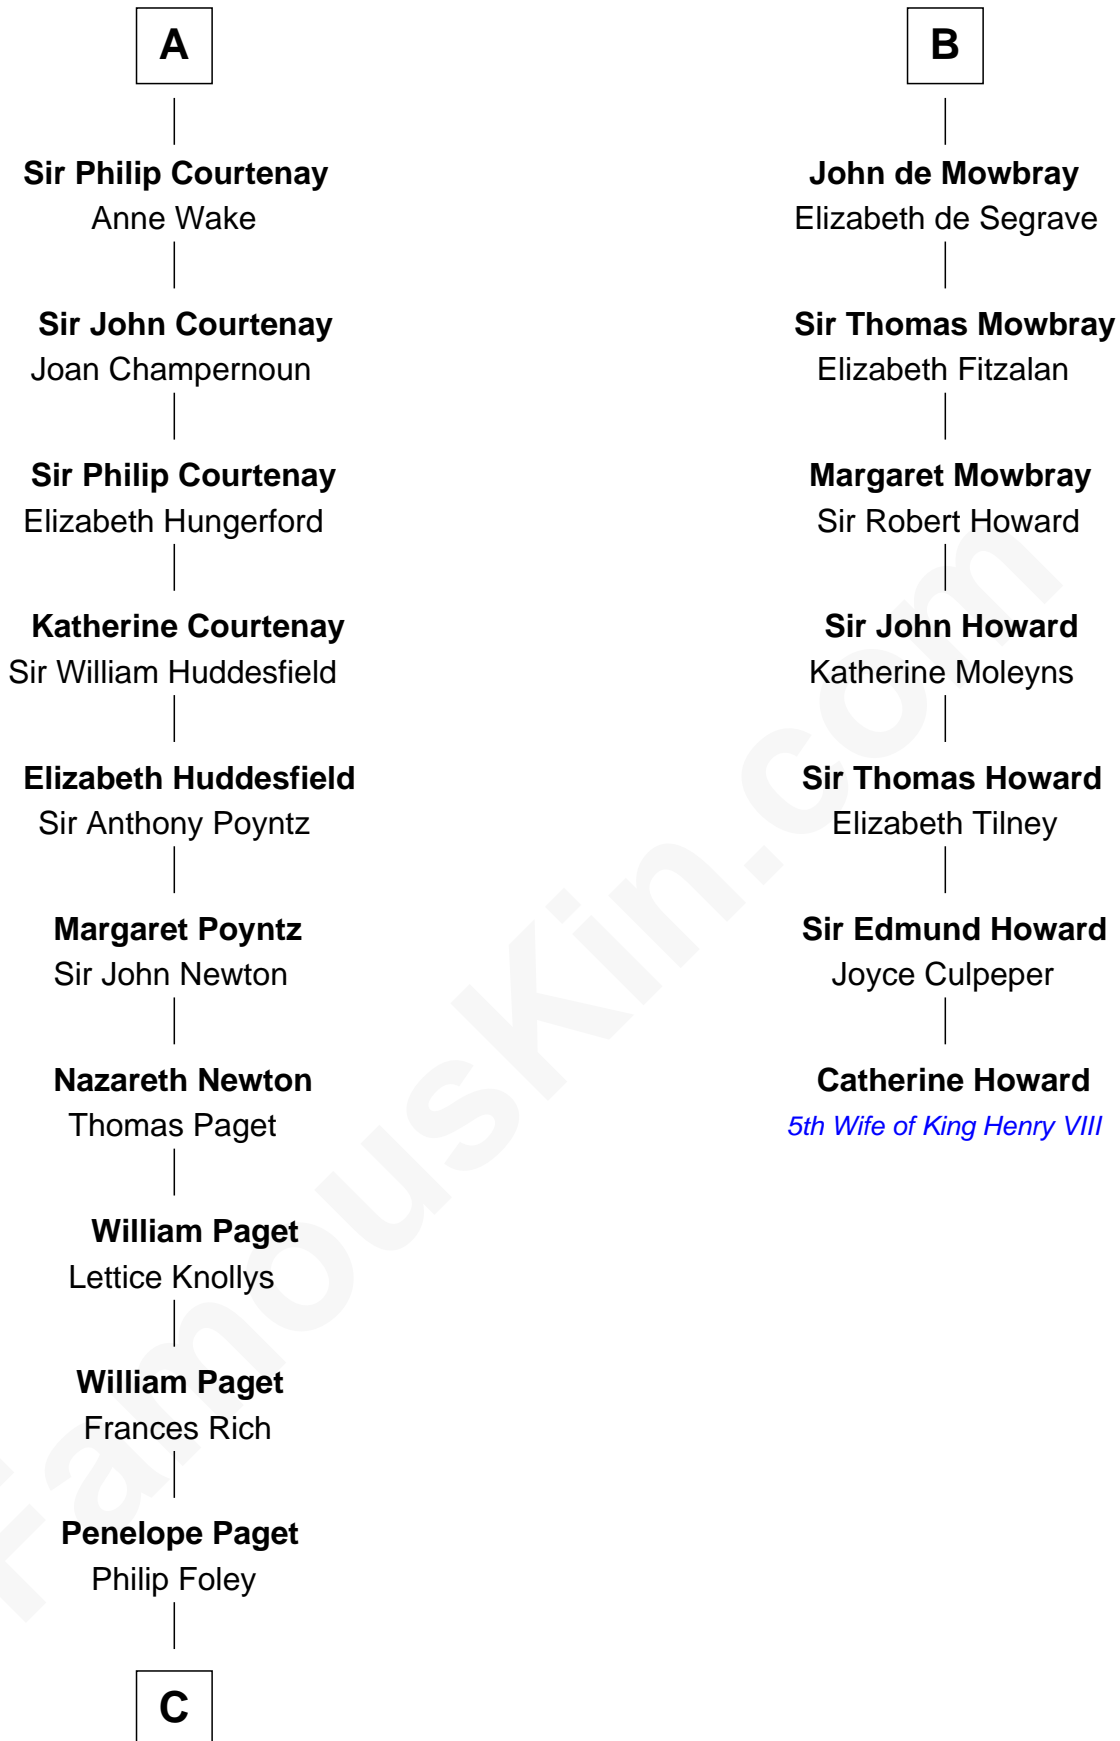 A
Sir Philip Courtenay
Anne Wake
Sir John Courtenay
Joan Champernoun
Sir Philip Courtenay
Elizabeth Hungerford
Katherine Courtenay
Sir William Huddesfield
Elizabeth Huddesfield
Sir Anthony Poyntz
Margaret Poyntz
Sir John Newton
Nazareth Newton
Thomas Paget
William Paget
Lettice Knollys
William Paget
Frances Rich
Penelope Paget
Philip Foley
C
B
John de Mowbray
Elizabeth de Segrave
Sir Thomas Mowbray
Elizabeth Fitzalan
Margaret Mowbray
Sir Robert Howard
Sir John Howard
Katherine Moleyns
Sir Thomas Howard
Elizabeth Tilney
Sir Edmund Howard
Joyce Culpeper
Catherine Howard
5th Wife of King Henry VIII
FamousKin.com